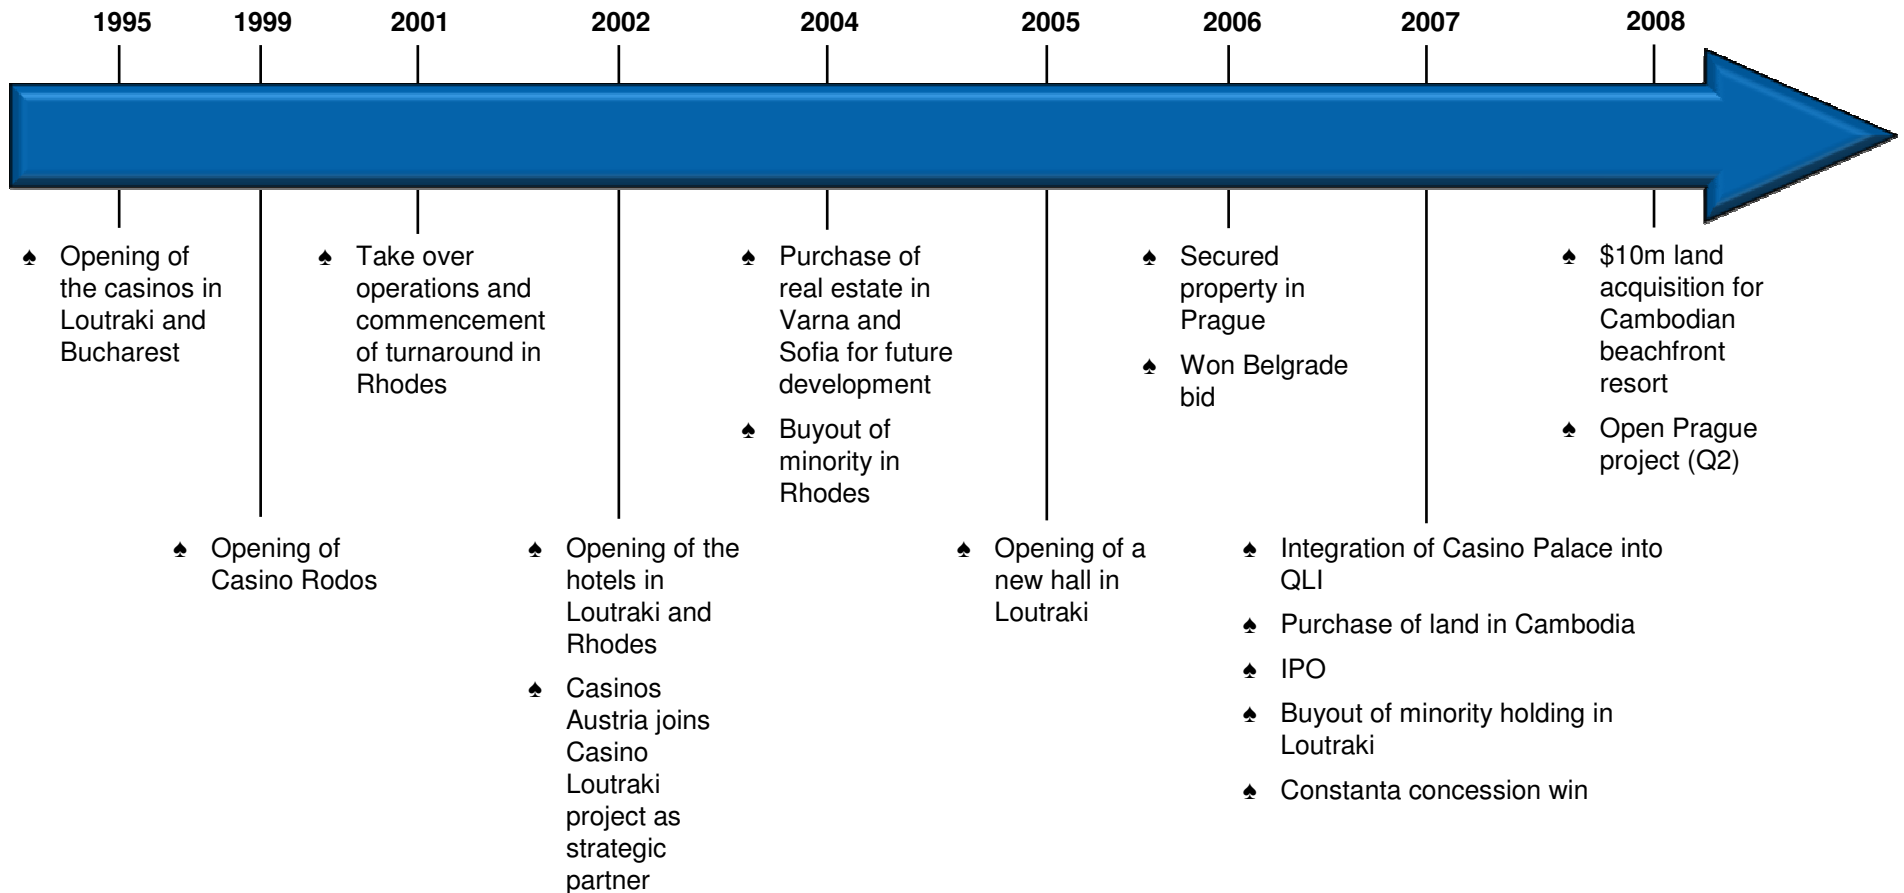 1995 1999 2001 2002 2004 2005 2006 2007 2008
♠ Opening of
the casinos in
Loutraki and
Bucharest
♠ Take over
operations and
commencement
of turnaround in
Rhodes
♠ Purchase of
real estate in
Varna and
Sofia for future
development
♠ Buyout of
minority in
Rhodes
♠ Secured
property in
Prague
♠ Won Belgrade
bid
♠ $10m land
acquisition for
Cambodian
beachfront
resort
♠ Open Prague
project (Q2)
♠ Opening of
Casino Rodos
♠ Opening of the
hotels in
Loutraki and
Rhodes
♠ Casinos
Austria joins
Casino
Loutraki
project as
strategic
partner
♠ Opening of a
new hall in
Loutraki
♠ Integration of Casino Palace into
QLI
♠ Purchase of land in Cambodia
♠ IPO
♠ Buyout of minority holding in
Loutraki
♠ Constanta concession win